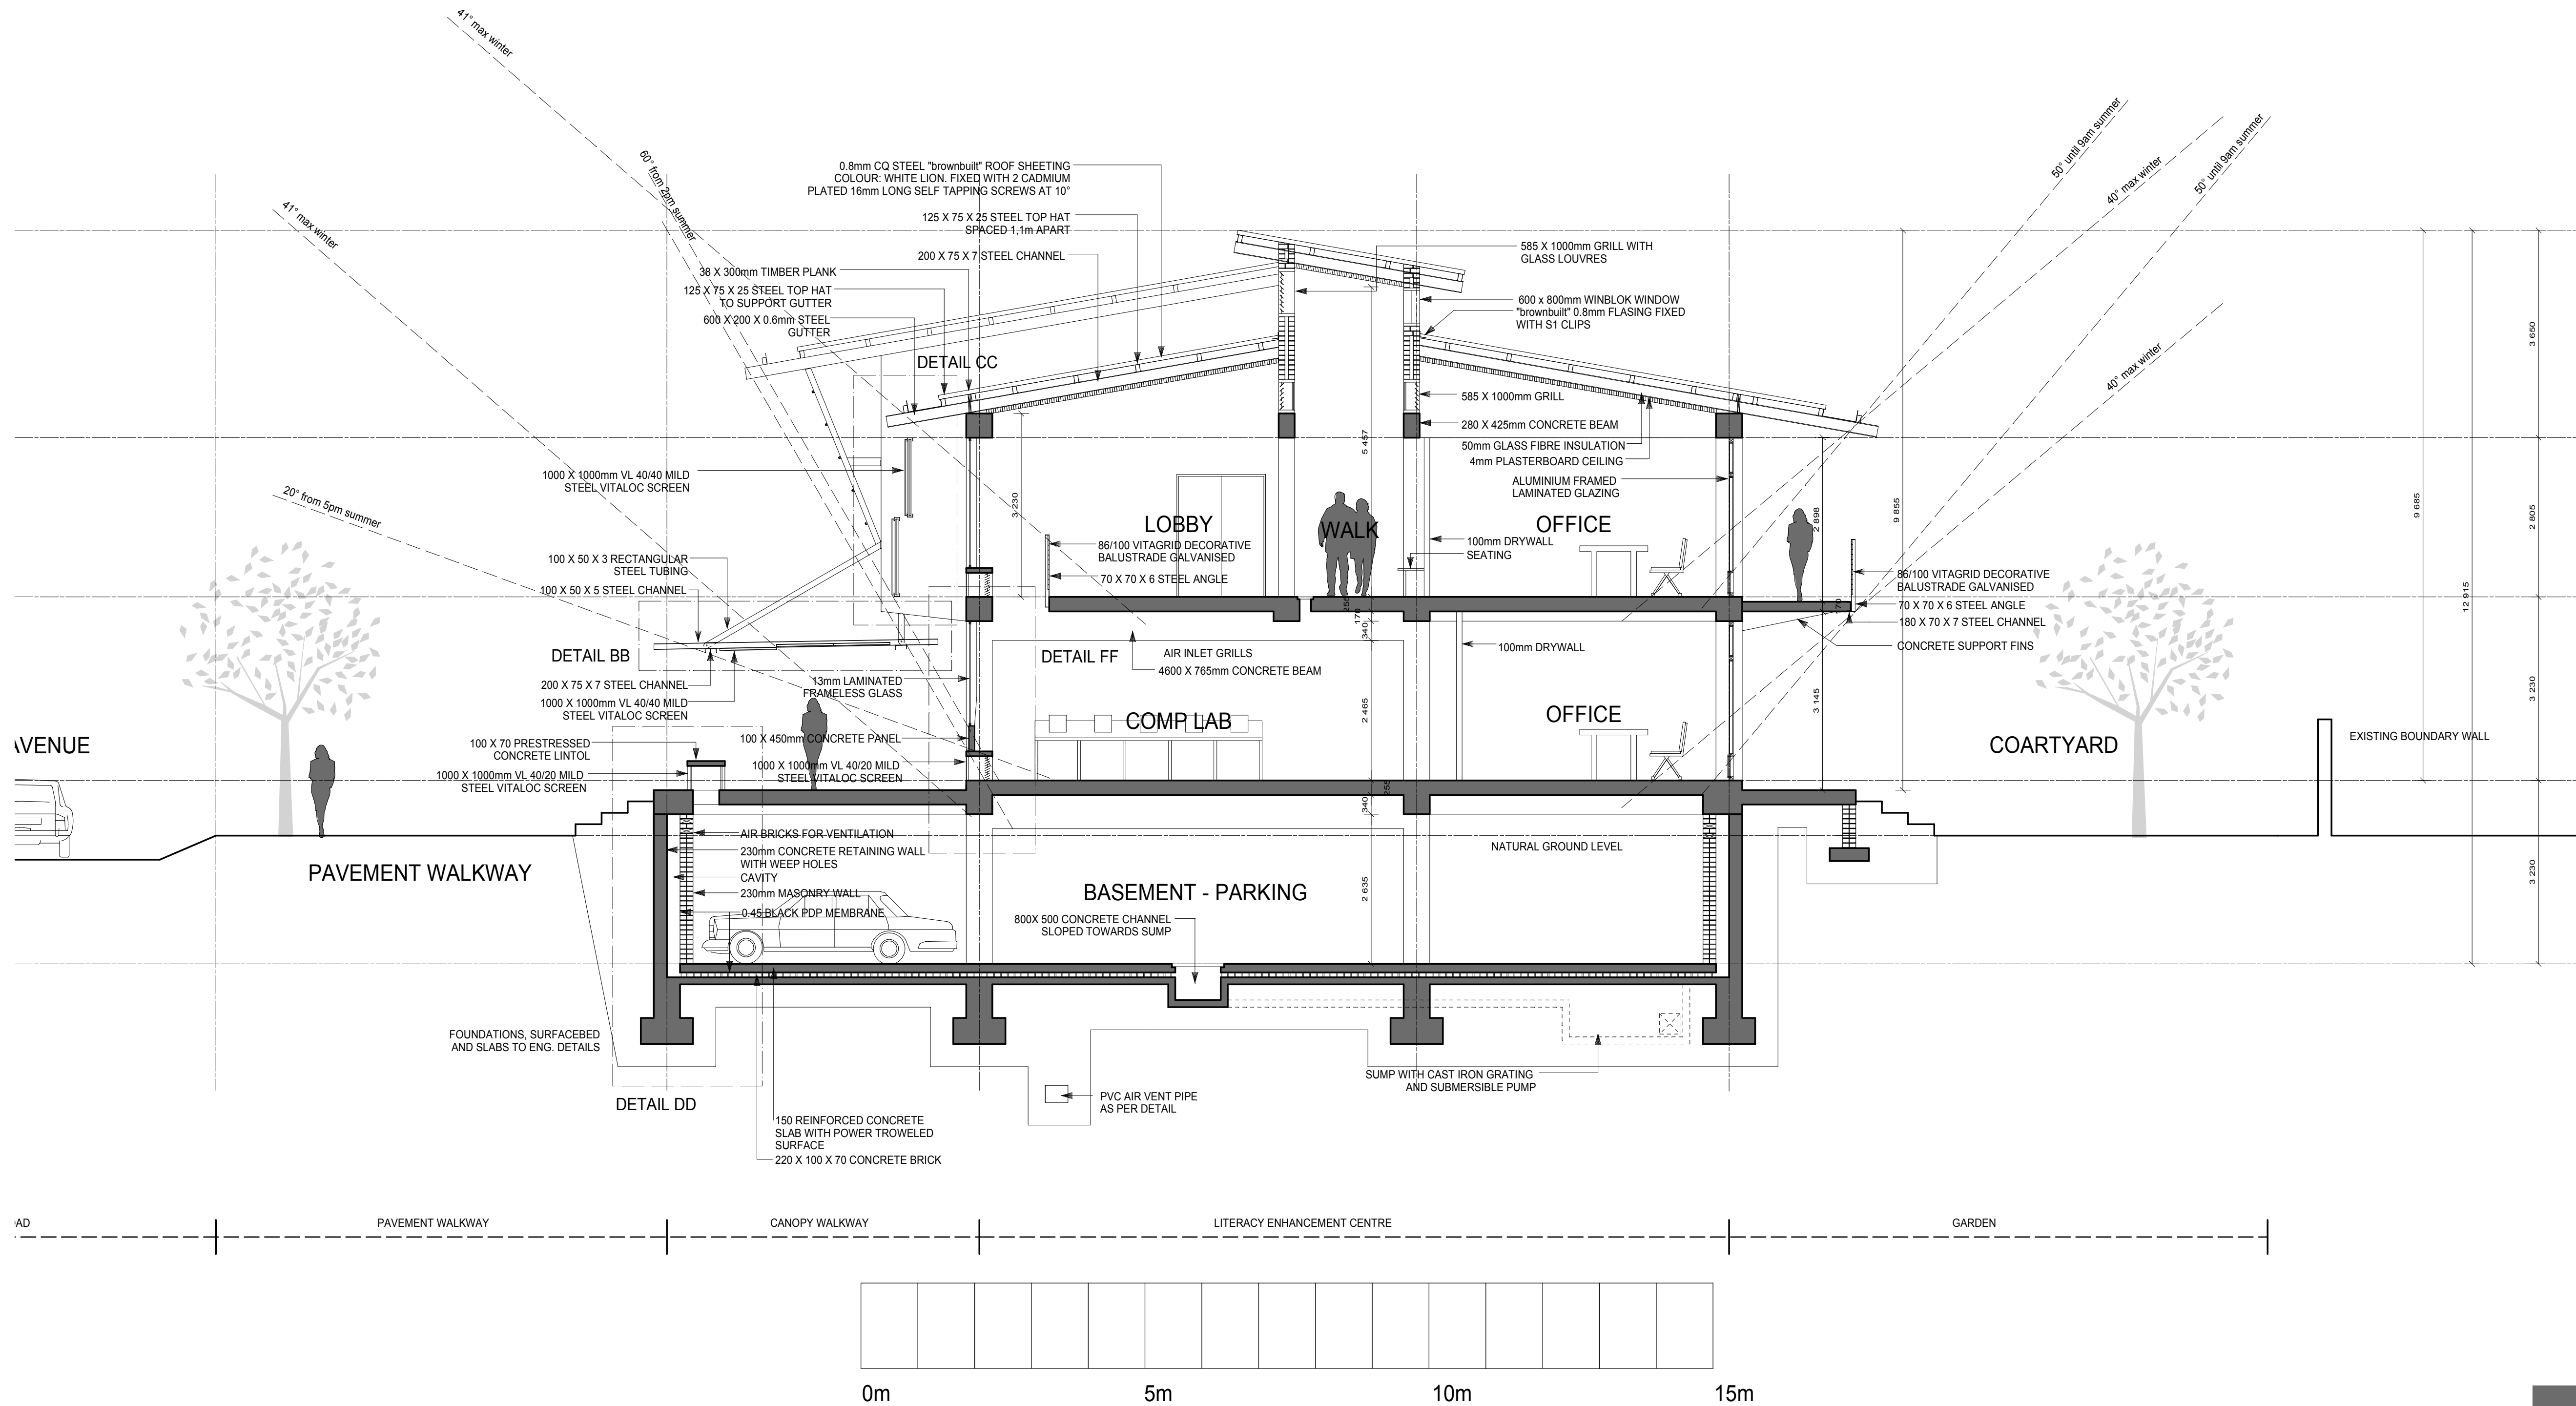 41° max winter
41° max winter
60° from 2pm summer
20° from 5pm summer
50° until 9am summer
40° max winter
50° until 9am summer
40° max winter
0.8mm CQ STEEL "brownbuilt" ROOF SHEETING
COLOUR: WHITE LION. FIXED WITH 2 CADMIUM
PLATED 16mm LONG SELF TAPPING SCREWS AT 10°
125 X 75 X 25 STEEL TOP HAT
SPACED 1,1m APART
200 X 75 X 7 STEEL CHANNEL
38 X 300mm TIMBER PLANK
125 X 75 X 25 STEEL TOP HAT
TO SUPPORT GUTTER
600 X 200 X 0.6mm STEEL
GUTTER
DETAIL CC
585 X 1000mm GRILL WITH
GLASS LOUVRES
600 x 800mm WINBLOK WINDOW
"brownbuilt" 0.8mm FLASING FIXED
WITH S1 CLIPS
585 X 1000mm GRILL
280 X 425mm CONCRETE BEAM
50mm GLASS FIBRE INSULATION
4mm PLASTERBOARD CEILING
ALUMINIUM FRAMED
LAMINATED GLAZING
1000 X 1000mm VL 40/40 MILD
STEEL VITALOC SCREEN
LOBBY
WALK
OFFICE
86/100 VITAGRID DECORATIVE
BALUSTRADE GALVANISED
70 X 70 X 6 STEEL ANGLE
100mm DRYWALL
SEATING
100 X 50 X 3 RECTANGULAR
STEEL TUBING
100 X 50 X 5 STEEL CHANNEL
86/100 VITAGRID DECORATIVE
BALUSTRADE GALVANISED
70 X 70 X 6 STEEL ANGLE
180 X 70 X 7 STEEL CHANNEL
CONCRETE SUPPORT FINS
DETAIL BB
DETAIL FF
AIR INLET GRILLS
4600 X 765mm CONCRETE BEAM
100mm DRYWALL
200 X 75 X 7 STEEL CHANNEL
1000 X 1000mm VL 40/40 MILD
STEEL VITALOC SCREEN
13mm LAMINATED
FRAMELESS GLASS
COMP LAB
OFFICE
100 X 450mm CONCRETE PANEL
100 X 70 PRESTRESSED
CONCRETE LINTOL
1000 X 1000mm VL 40/20 MILD
STEEL VITALOC SCREEN
1000 X 1000mm VL 40/20 MILD
STEEL VITALOC SCREEN
AVENUE
COARTYARD
EXISTING BOUNDARY WALL
3 230
5 457
2 898
9 855
9 685
12 915
3 650
2 805
3 230
3 230
255
170
340
170
2 465
3 145
255
340
2 635
PAVEMENT WALKWAY
AIR BRICKS FOR VENTILATION
230mm CONCRETE RETAINING WALL
WITH WEEP HOLES
CAVITY
230mm MASONRY WALL
0.45 BLACK PDP MEMBRANE
NATURAL GROUND LEVEL
BASEMENT - PARKING
800X 500 CONCRETE CHANNEL
SLOPED TOWARDS SUMP
FOUNDATIONS, SURFACEBED
AND SLABS TO ENG. DETAILS
SUMP WITH CAST IRON GRATING
AND SUBMERSIBLE PUMP
PVC AIR VENT PIPE
AS PER DETAIL
DETAIL DD
150 REINFORCED CONCRETE
SLAB WITH POWER TROWELED
SURFACE
220 X 100 X 70 CONCRETE BRICK
AD
PAVEMENT WALKWAY
CANOPY WALKWAY
LITERACY ENHANCEMENT CENTRE
GARDEN
0m
5m
10m
15m